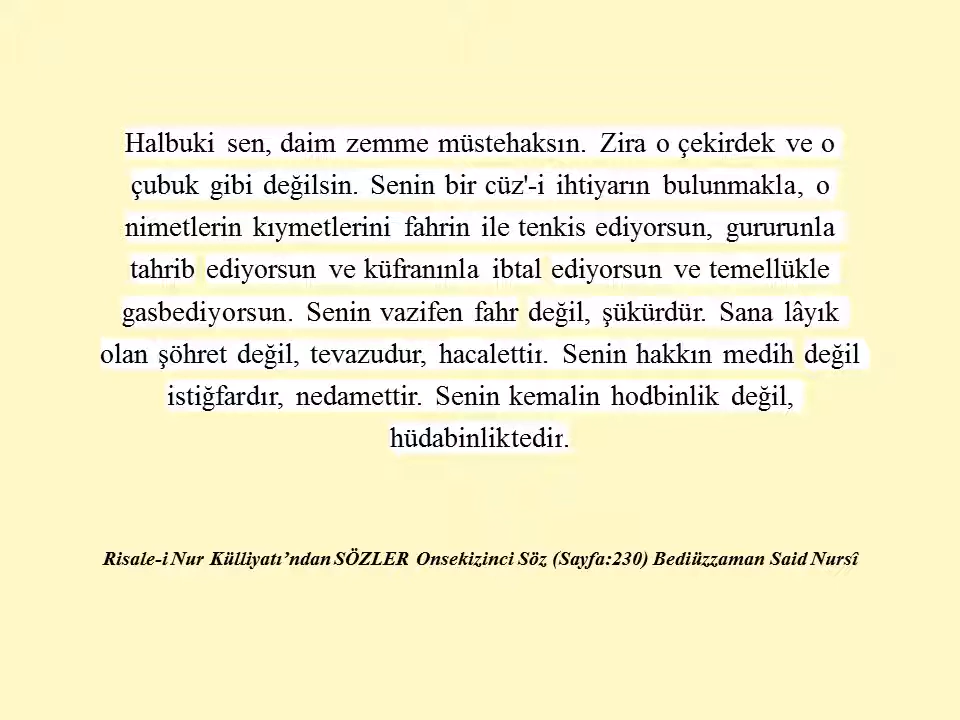 Halbuki sen, daim zemme müstehaksın. Zira o çekirdek ve o
çubuk gibi değilsin. Senin bir cüz'-i ihtiyarın bulunmakla, o
nimetlerin kıymetlerini fahrin ile tenkis ediyorsun, gururunla
tahrib ediyorsun ve küfranınla ibtal ediyorsun ve temellükle
gasbediyorsun. Senin vazifen fahr değil, şükürdür. Sana lâyık
olan şöhret değil, tevazudur, hacalettir. Senin hakkın medih değil
istiğfardır, nedamettir. Senin kemalin hodbinlik değil,
hüdabinliktedir.
Risale-i Nur Külliyatı’ndan SÖZLER Onsekizinci Söz (Sayfa:230) Bediüzzaman Said Nursî